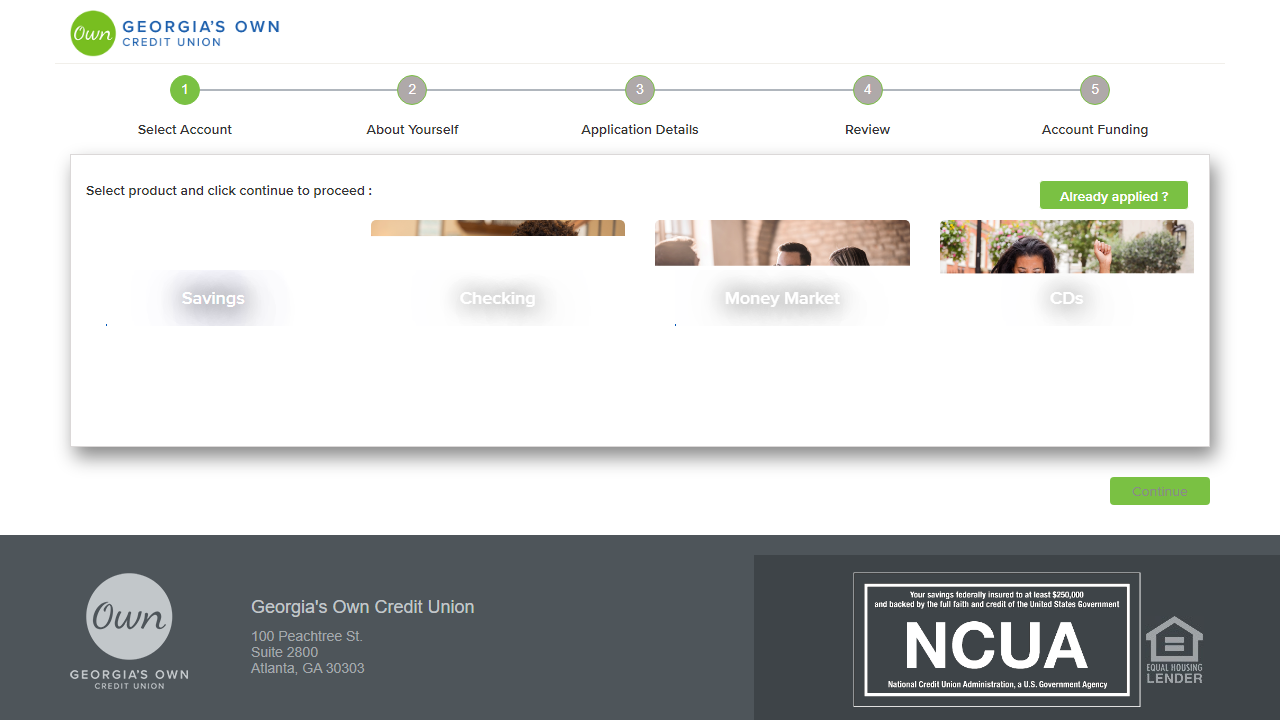 Own
GEORGIA'S OWN
CREDIT UNION
1 2 3 4 5
Select Account About Yourself Application Details Review Account Funding
Select product and click continue to proceed :
Already applied ?
Savings Checking Money Market CDs
Continue
Own
GEORGIA'S OWN
CREDIT UNION
Georgia's Own Credit Union
100 Peachtree St.
Suite 2800
Atlanta, GA 30303
Your savings federally insured to at least $250,000
and backed by the full faith and credit of the United States Government
NCUA
National Credit Union Administration, a U.S. Government Agency
EQUAL HOUSING
LENDER